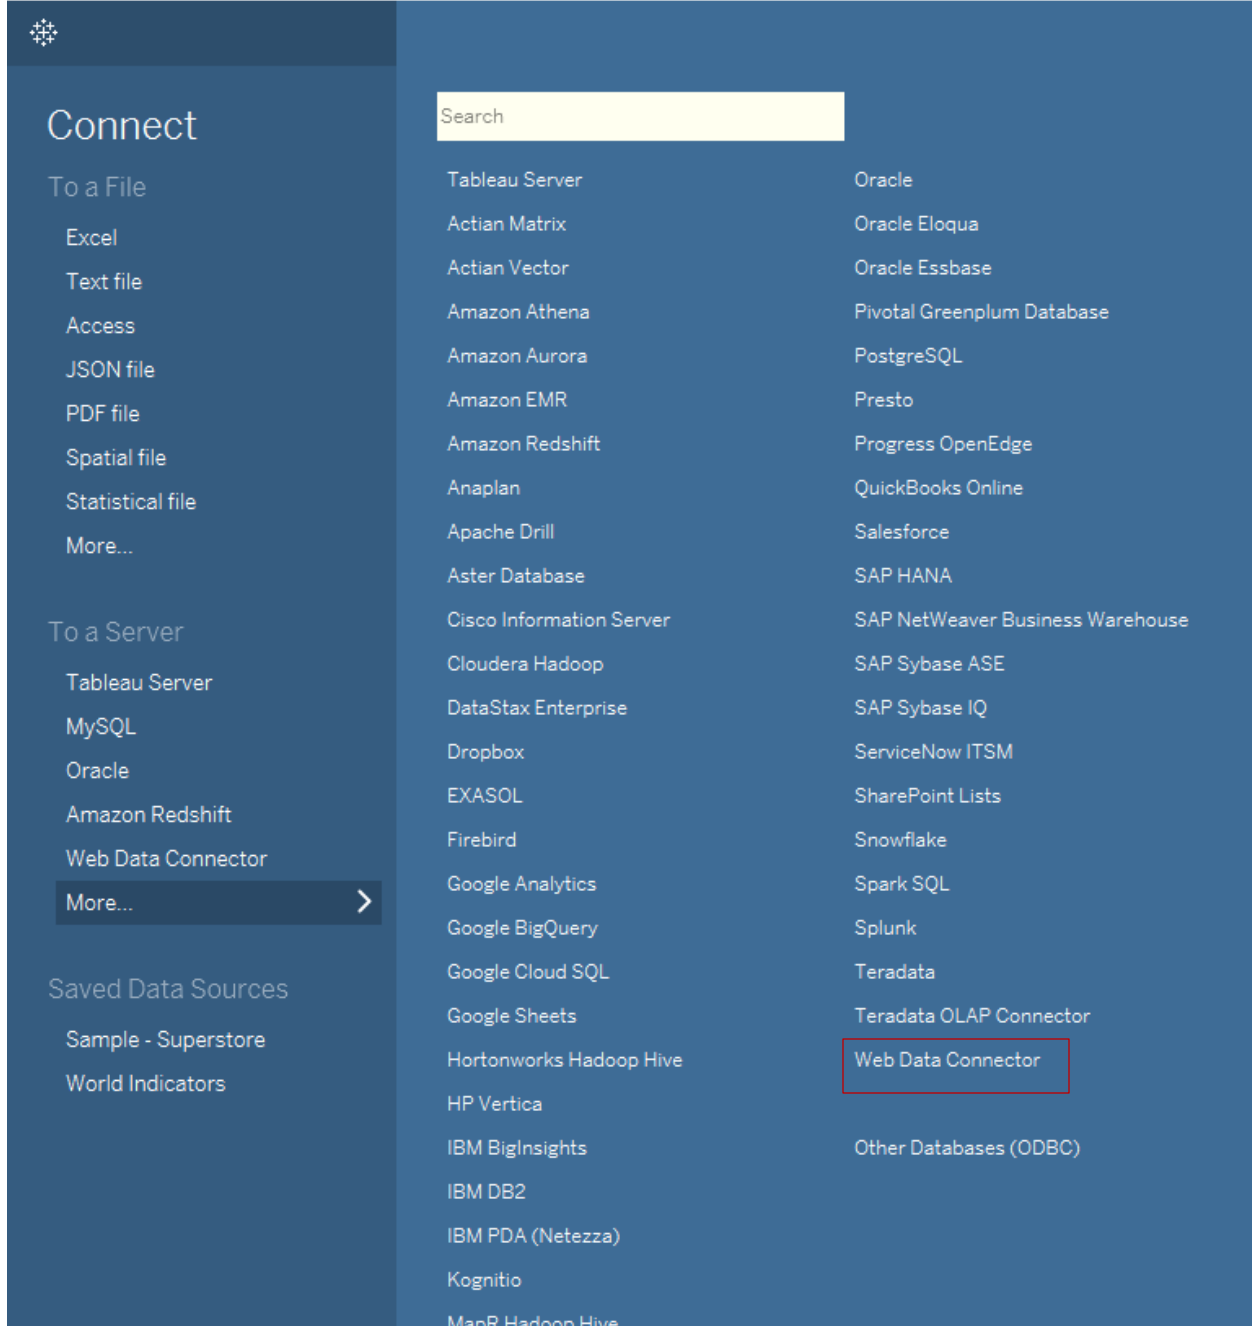 Connect
To a File
Excel
Text file
Access
JSON file
PDF file
Spatial file
Statistical file
More...
To a Server
Tableau Server
MySQL
Oracle
Amazon Redshift
Web Data Connector
More...
Saved Data Sources
Sample - Superstore
World Indicators
Search
Tableau Server
Actian Matrix
Actian Vector
Amazon Athena
Amazon Aurora
Amazon EMR
Amazon Redshift
Anaplan
Apache Drill
Aster Database
Cisco Information Server
Cloudera Hadoop
DataStax Enterprise
Dropbox
EXASOL
Firebird
Google Analytics
Google BigQuery
Google Cloud SQL
Google Sheets
Hortonworks Hadoop Hive
HP Vertica
IBM BigInsights
IBM DB2
IBM PDA (Netezza)
Kognitio
MapR Hadoop Hive
Oracle
Oracle Eloqua
Oracle Essbase
Pivotal Greenplum Database
PostgreSQL
Presto
Progress OpenEdge
QuickBooks Online
Salesforce
SAP HANA
SAP NetWeaver Business Warehouse
SAP Sybase ASE
SAP Sybase IQ
ServiceNow ITSM
SharePoint Lists
Snowflake
Spark SQL
Splunk
Teradata
Teradata OLAP Connector
Web Data Connector
Other Databases (ODBC)